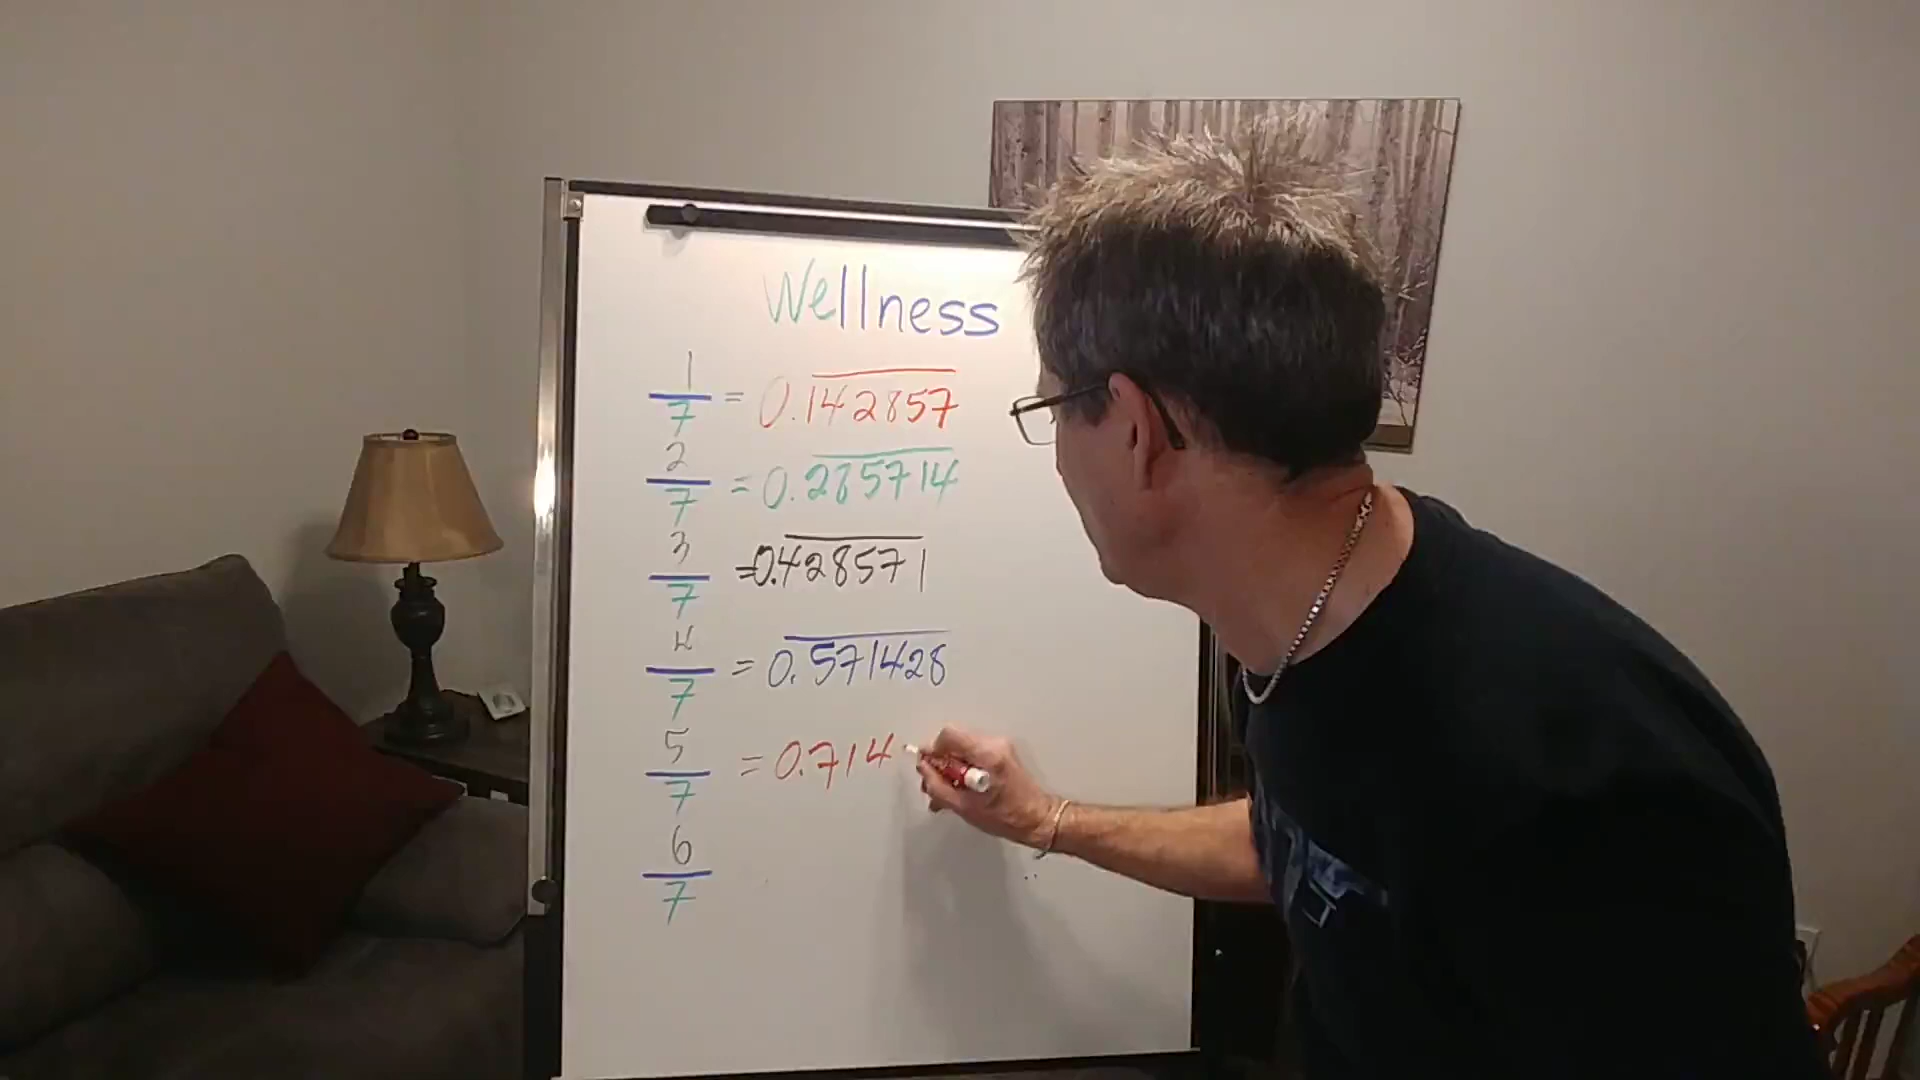 Wellness
1/7 = 0.142857
2/7 = 0.285714
3/7 =0.428571
4/7 = 0.571428
5/7 = 0.714
6/7